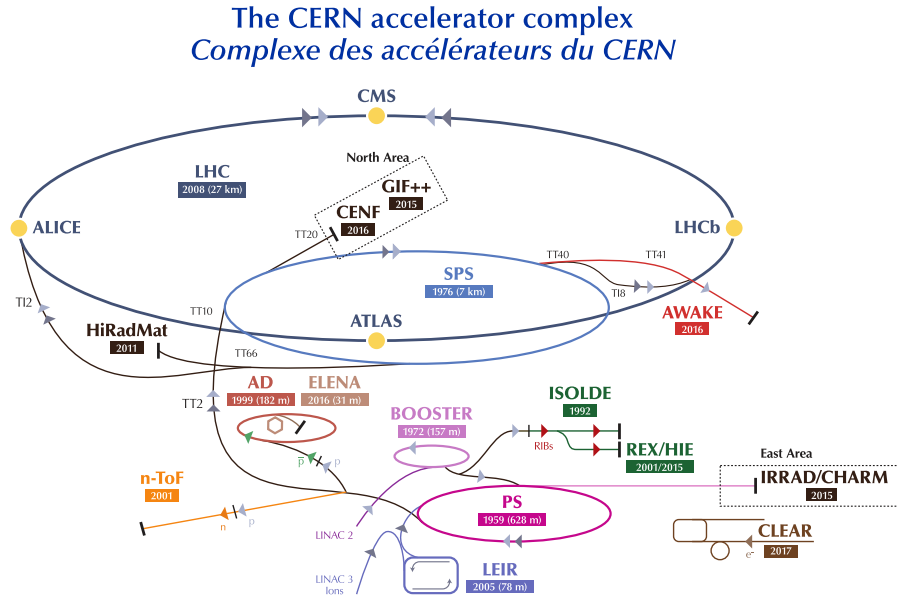 The CERN accelerator complex
Complexe des accélérateurs du CERN
CMS
North Area
LHC
2008 (27 km)
GIF++
2015
CENF
2016
TT20
ALICE
LHCb
TT40
TT41
SPS
1976 (7 km)
TI8
TI2
TT10
AWAKE
2016
ATLAS
HiRadMat
2011
TT66
AD
1999 (182 m)
ELENA
2016 (31 m)
TT2
ISOLDE
1992
BOOSTER
1972 (157 m)
RIBs
REX/HIE
2001/2015
p
p
East Area
IRRAD/CHARM
2015
n-ToF
2001
n
p
PS
1959 (628 m)
LINAC 2
CLEAR
2017
e-
LINAC 3
Ions
LEIR
2005 (78 m)